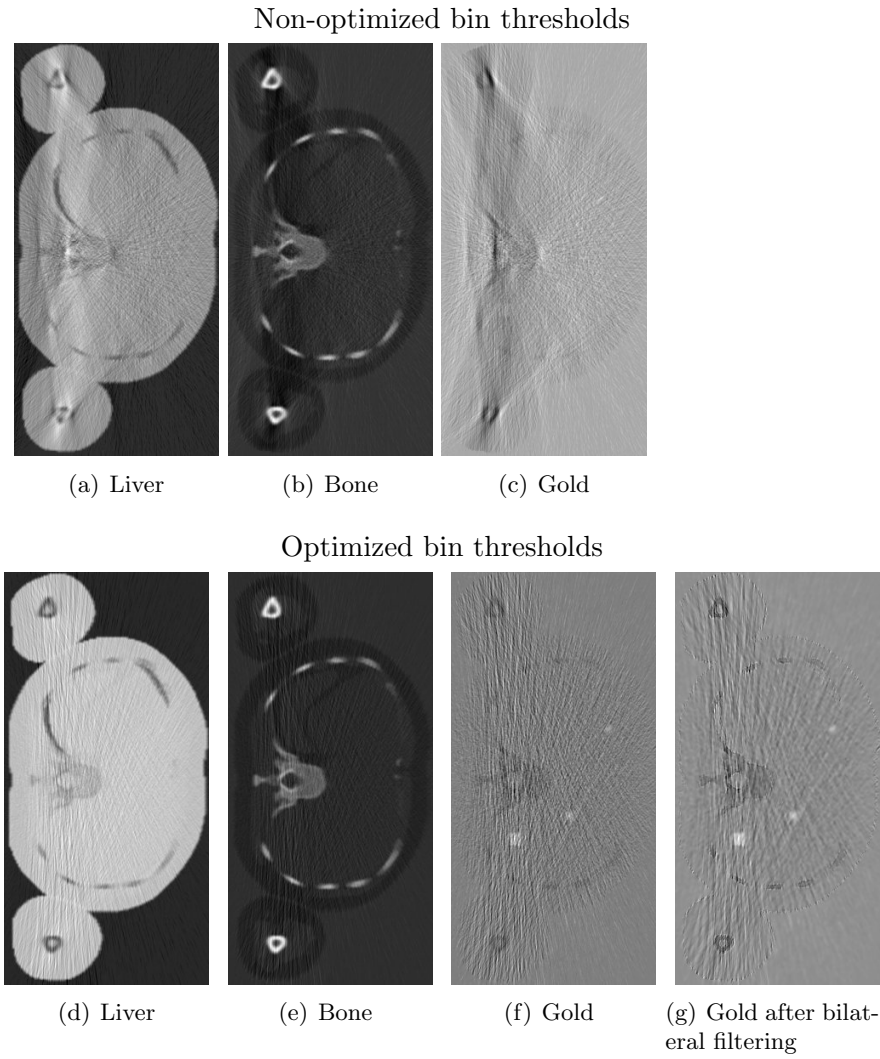 Non-optimized bin thresholds
(a) Liver
(b) Bone
(c) Gold
Optimized bin thresholds
(d) Liver
(e) Bone
(f) Gold
(g) Gold after bilat-
eral filtering